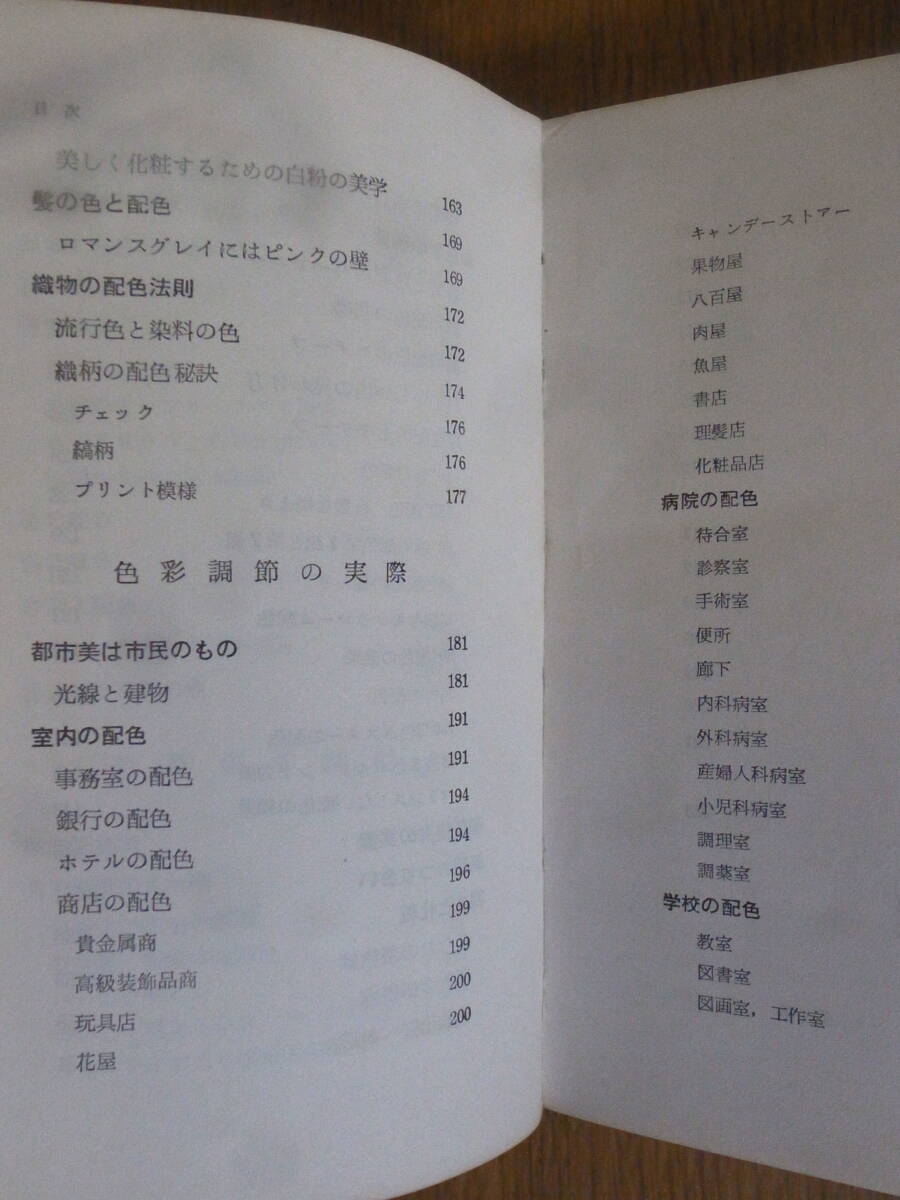 目次
美しく化粧するための白粉の美学 163
髪の色と配色 169
ロマンスグレイにはピンクの壁 169
織物の配色法則 172
流行色と染料の色 172
織柄の配色秘訣 174
チェック 176
縞柄 176
プリント模様 177
色彩調節の実際
都市美は市民のもの 181
光線と建物 181
室内の配色 191
事務室の配色 191
銀行の配色 194
ホテルの配色 194
商店の配色 196
貴金属商 199
高級装飾品商 199
玩具店 200
花屋 200
キャンデーストアー
果物屋
八百屋
肉屋
魚屋
書店
理髪店
化粧品店
病院の配色
待合室
診察室
手術室
便所
廊下
内科病室
外科病室
産婦人科病室
小児科病室
調理室
調薬室
学校の配色
教室
図書室
図画室，工作室